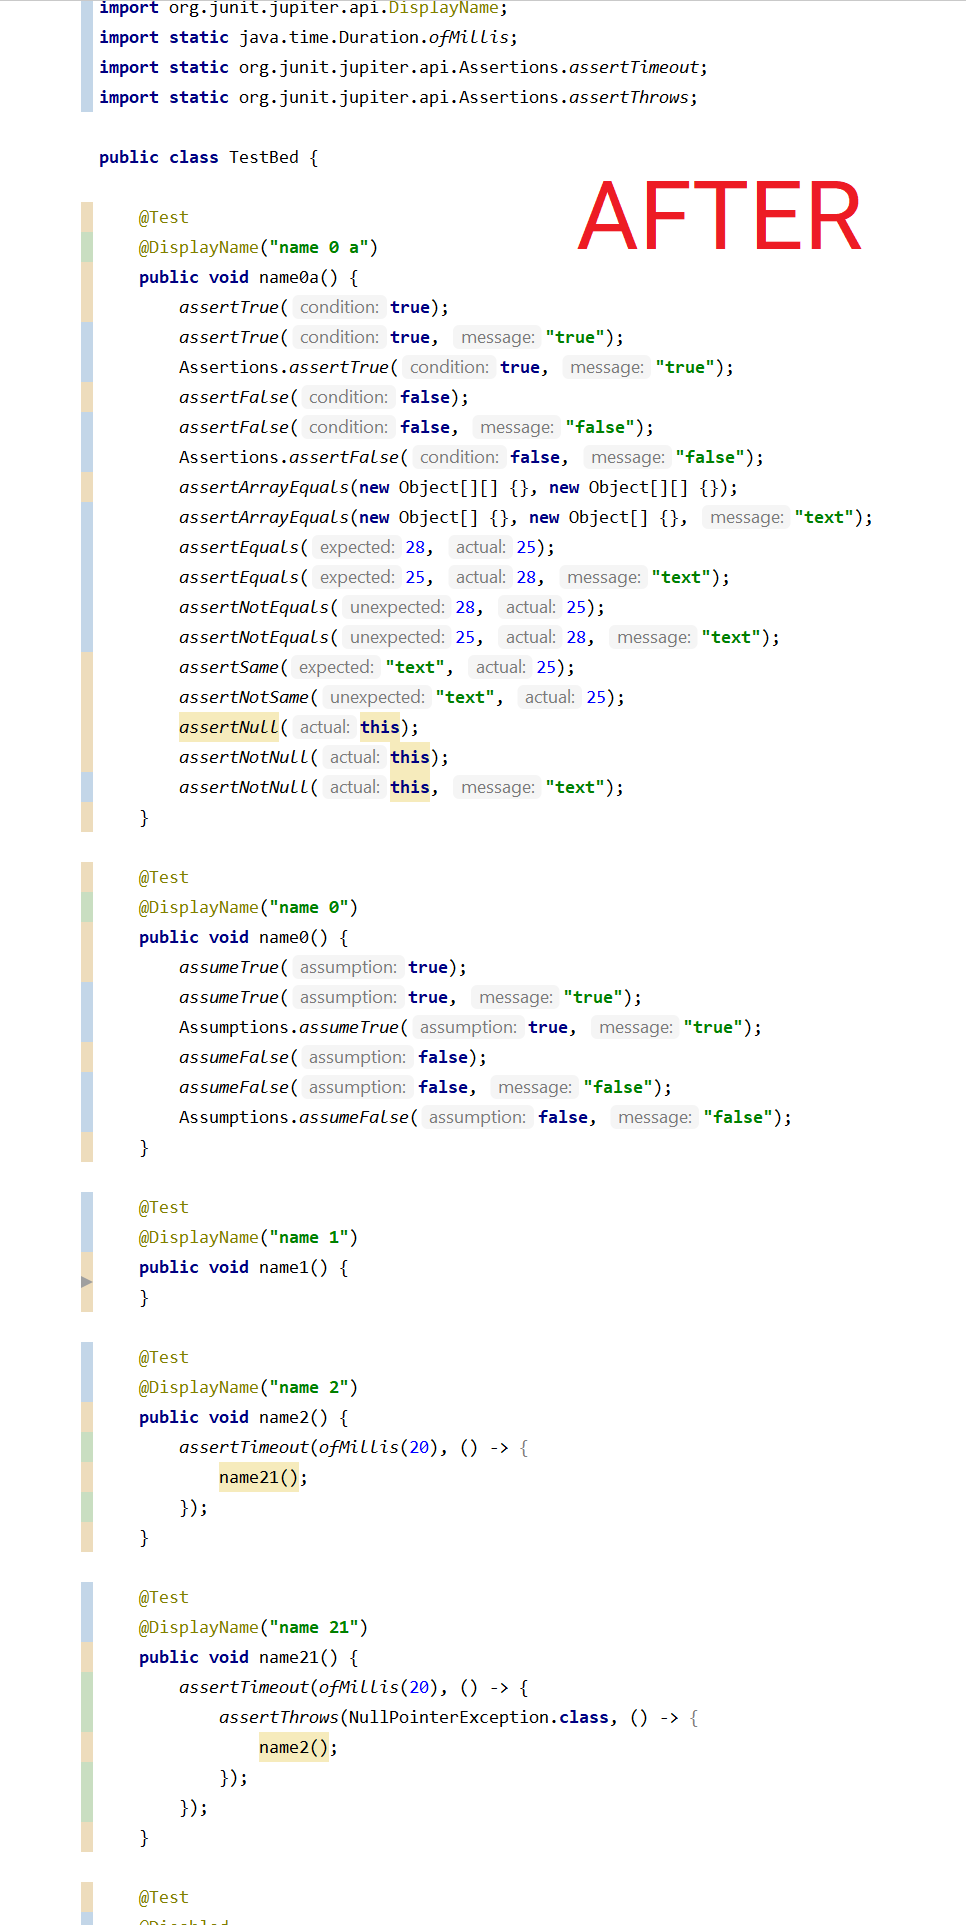 import org.junit.jupiter.api.DisplayName;
import static java.time.Duration.ofMillis;
import static org.junit.jupiter.api.Assertions.assertTimeout;
import static org.junit.jupiter.api.Assertions.assertThrows;
public class TestBed {
AFTER
@Test
@DisplayName("name 0 a")
public void name0a() {
assertTrue( condition: true);
assertTrue( condition: true, message: "true");
Assertions.assertTrue( condition: true, message: "true");
assertFalse( condition: false);
assertFalse( condition: false, message: "false");
Assertions.assertFalse( condition: false, message: "false");
assertArrayEquals(new Object[][] {}, new Object[][] {});
assertArrayEquals(new Object[] {}, new Object[] {}, message: "text");
assertEquals( expected: 28, actual: 25);
assertEquals( expected: 25, actual: 28, message: "text");
assertNotEquals( unexpected: 28, actual: 25);
assertNotEquals( unexpected: 25, actual: 28, message: "text");
assertSame( expected: "text", actual: 25);
assertNotSame( unexpected: "text", actual: 25);
assertNull( actual: this);
assertNotNull( actual: this);
assertNotNull( actual: this, message: "text");
}
@Test
@DisplayName("name 0")
public void name0() {
assumeTrue( assumption: true);
assumeTrue( assumption: true, message: "true");
Assumptions.assumeTrue( assumption: true, message: "true");
assumeFalse( assumption: false);
assumeFalse( assumption: false, message: "false");
Assumptions.assumeFalse( assumption: false, message: "false");
}
@Test
@DisplayName("name 1")
public void name1() {
}
@Test
@DisplayName("name 2")
public void name2() {
assertTimeout(ofMillis(20), () -> {
name21();
});
}
@Test
@DisplayName("name 21")
public void name21() {
assertTimeout(ofMillis(20), () -> {
assertThrows(NullPointerException.class, () -> {
name2();
});
});
}
@Test
@Disabled